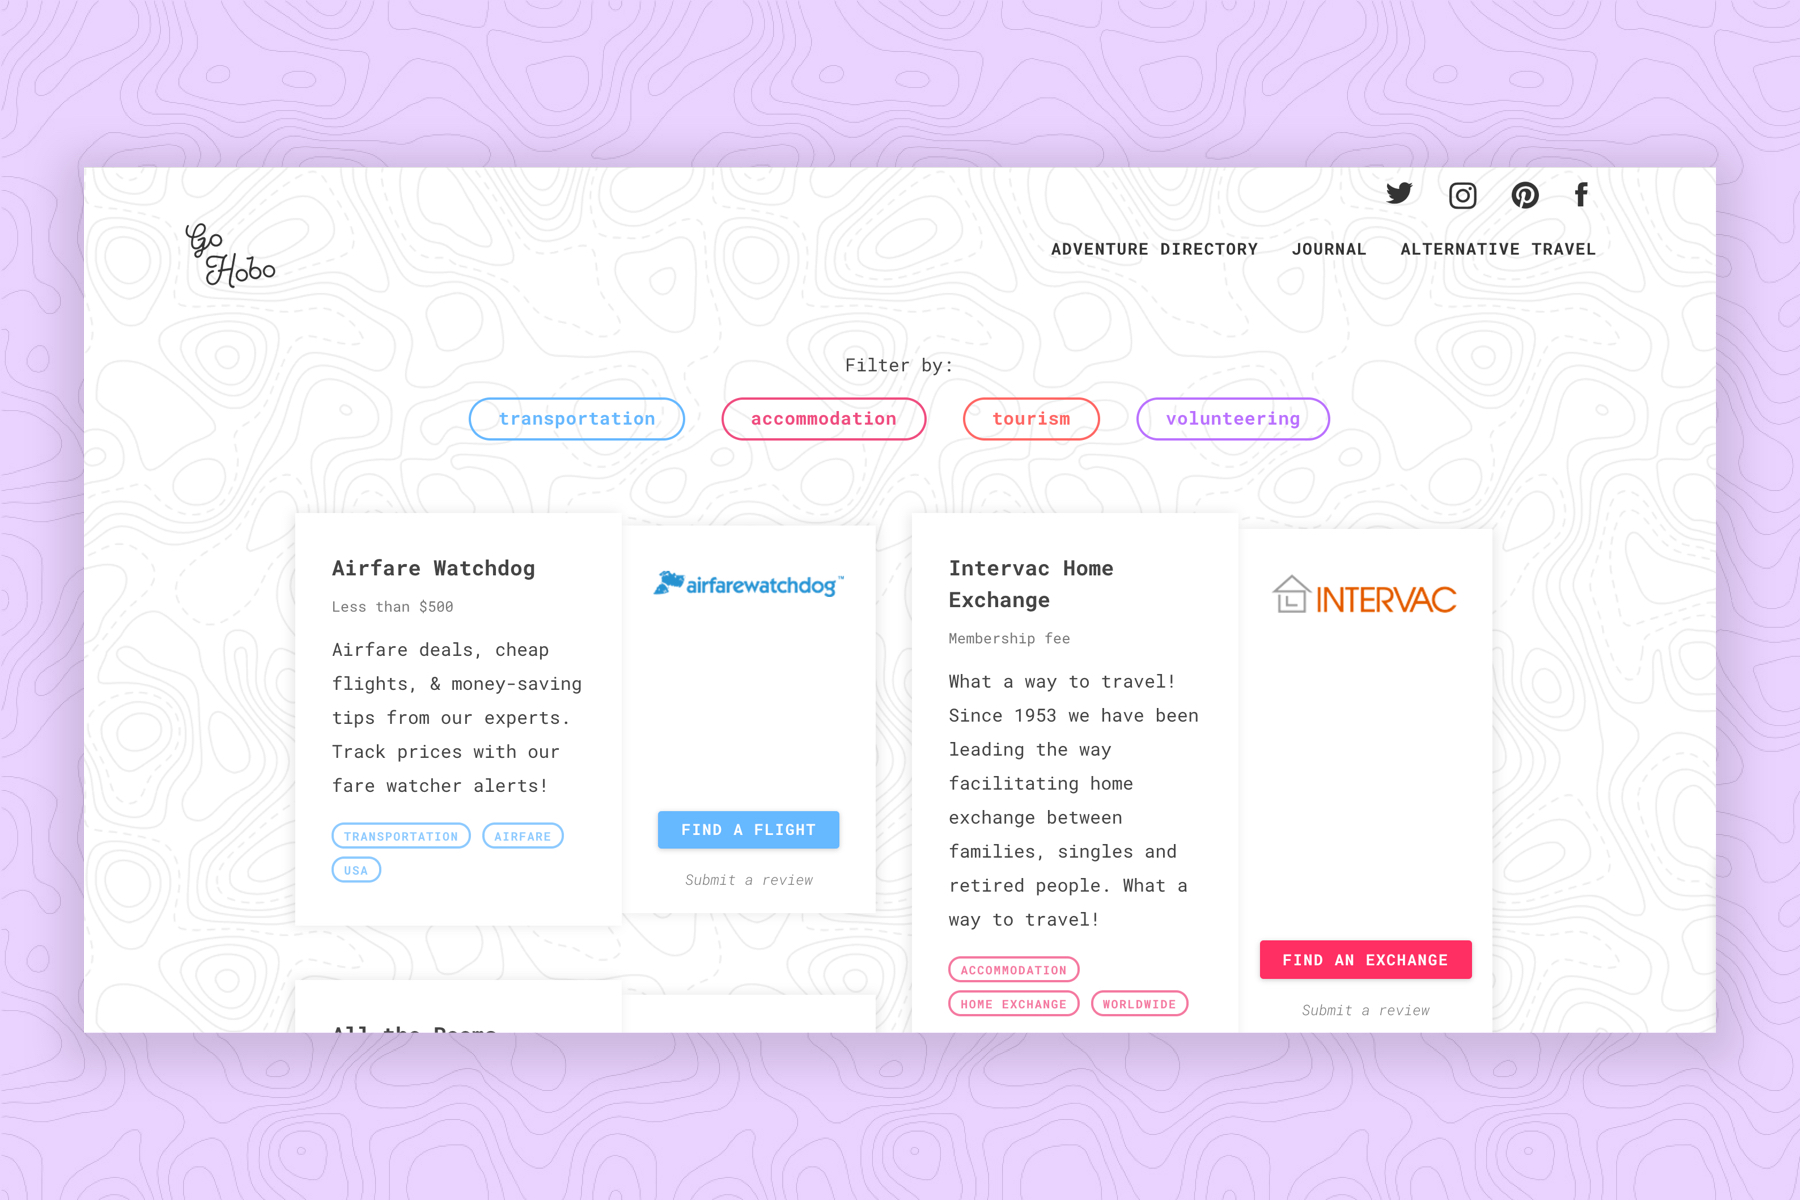 Go
Hobo
ADVENTURE DIRECTORY JOURNAL ALTERNATIVE TRAVEL
Filter by:
transportation accommodation tourism volunteering
Airfare Watchdog
Less than $500
Airfare deals, cheap
flights, & money-saving
tips from our experts.
Track prices with our
fare watcher alerts!
TRANSPORTATION AIRFARE
USA
airfarewatchdog™
FIND A FLIGHT
Submit a review
Intervac Home
Exchange
Membership fee
What a way to travel!
Since 1953 we have been
leading the way
facilitating home
exchange between
families, singles and
retired people. What a
way to travel!
ACCOMMODATION
HOME EXCHANGE WORLDWIDE
INTERVAC
FIND AN EXCHANGE
Submit a review
All the Rooms